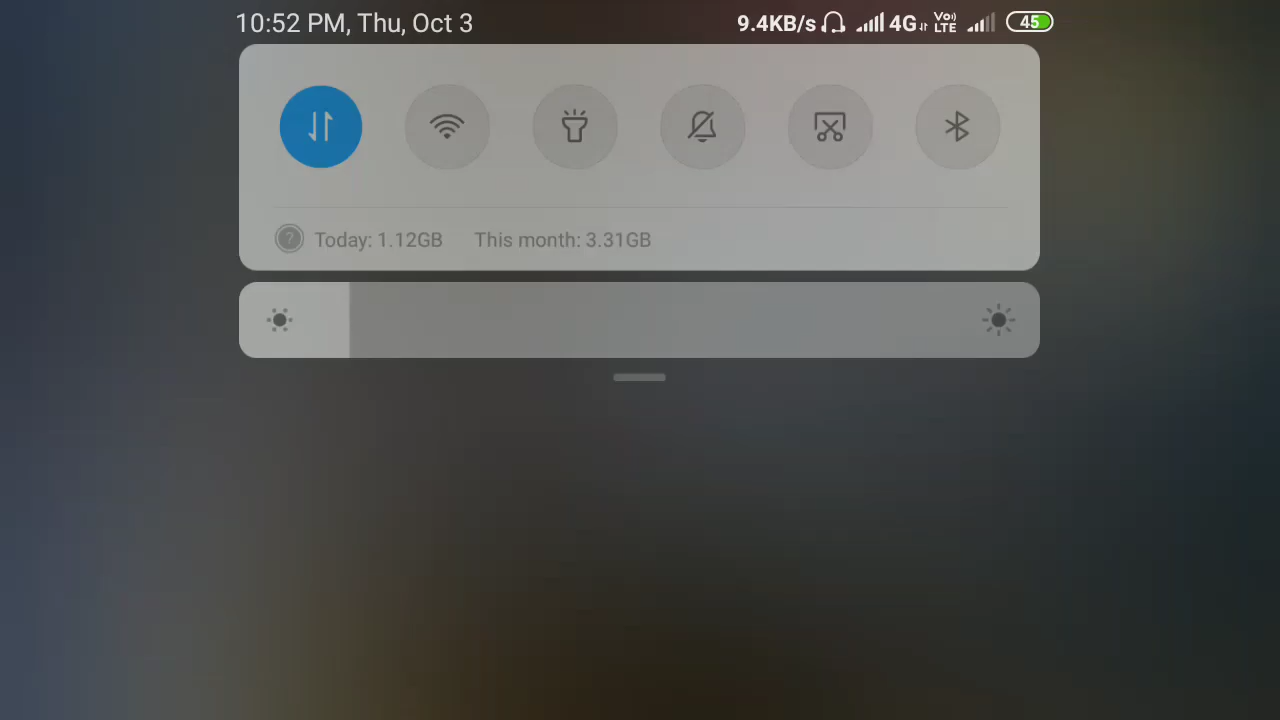 10:52 PM, Thu, Oct 3 9.4KB/s 4G Vo) LTE 45
Today: 1.12GB This month: 3.31GB